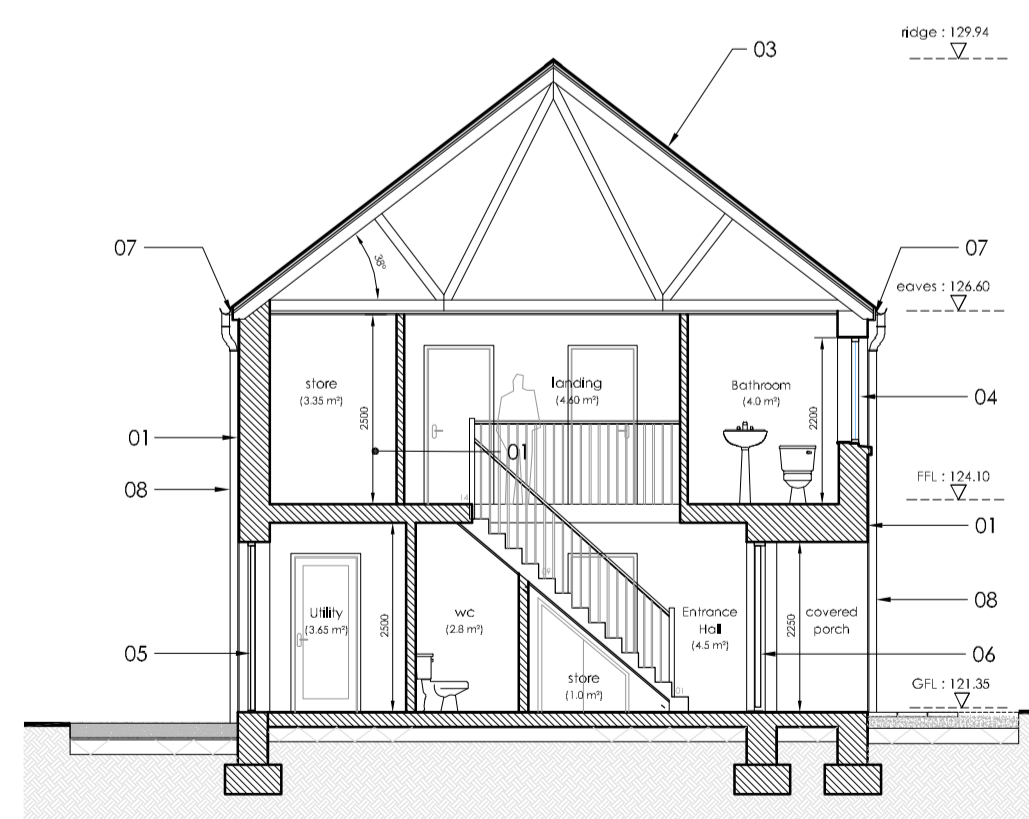 ridge : 129.94
03
07
07
38°
eaves : 126.60
store
(3.35 m²)
2500
landing
(4.60 m²)
Bathroom
(4.0 m²)
2200
04
01
01
08
FFL : 124.10
14
01
09
Utility
(3.65 m²)
2500
wc
(2.8 m²)
Entrance
Hall
(4.5 m²)
2250
covered
porch
08
05
06
store
(1.0 m²)
01
GFL : 121.35